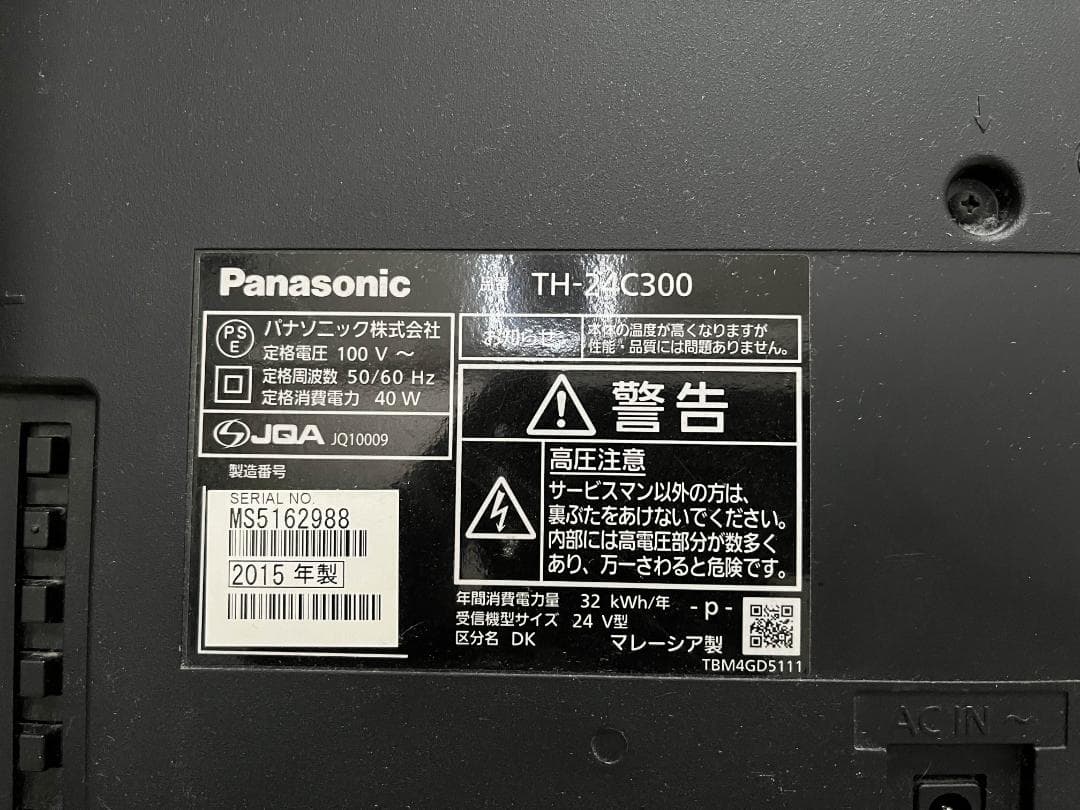 Panasonic
品番 TH-24C300
PS
E
パナソニック株式会社
定格電圧 100 V ～
定格周波数 50/60 Hz
定格消費電力 40 W
JQA JQ10009
製造番号
SERIAL NO.
MS5162988
2015 年製
お知らせ
本体の温度が高くなりますが
性能・品質には問題ありません。
警告
高圧注意
サービスマン以外の方は、
裏ぶたをあけないでください。
内部には高電圧部分が数多く
あり、万一さわると危険です。
年間消費電力量 32 kWh/年
受信機型サイズ 24 V型
区分名 DK
- p -
マレーシア製
TBM4GD5111
AC IN ～